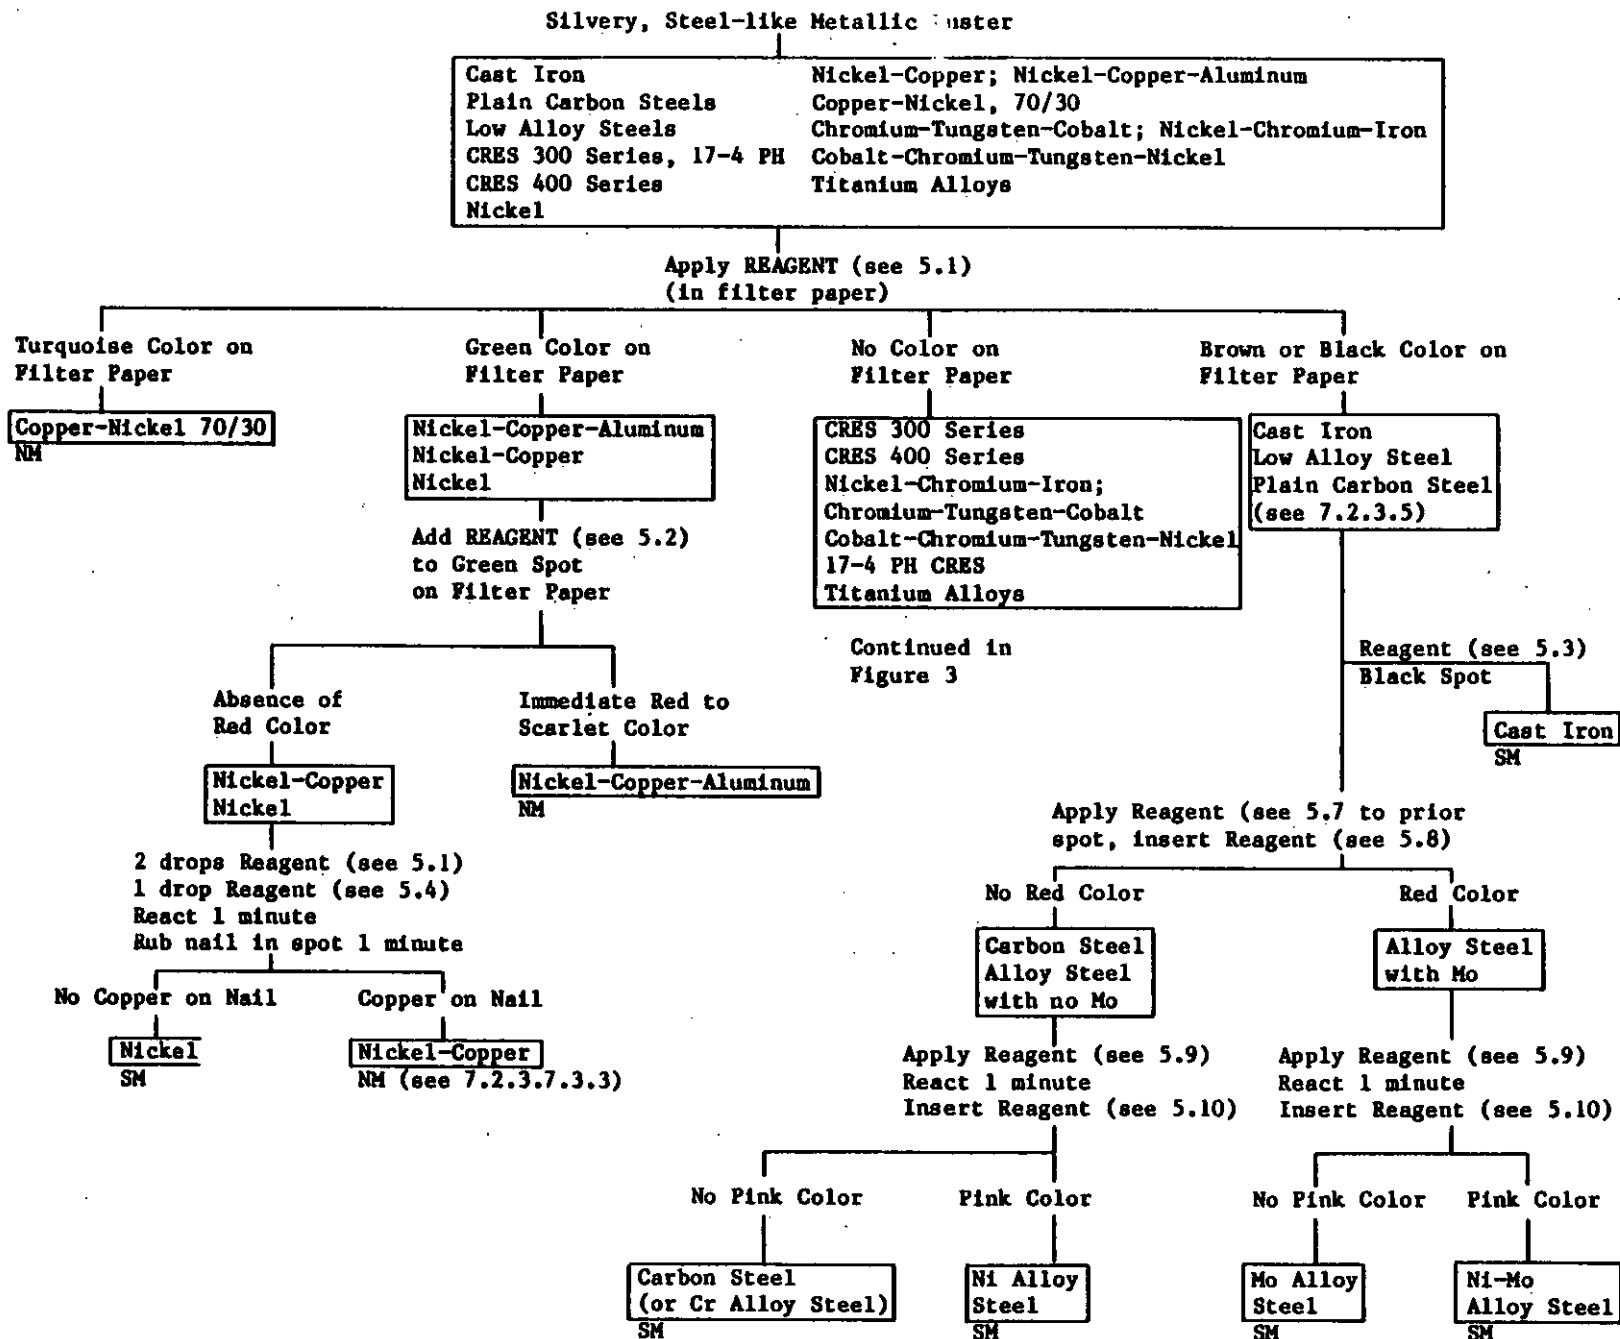 Silvery, Steel-like Metallic uster
Cast Iron
Plain Carbon Steels
Low Alloy Steels
CRES 300 Series, 17-4 PH
CRES 400 Series
Nickel
Nickel-Copper; Nickel-Copper-Aluminum
Copper-Nickel, 70/30
Chromium-Tungsten-Cobalt; Nickel-Chromium-Iron
Cobalt-Chromium-Tungsten-Nickel
Titanium Alloys
Apply REAGENT (see 5.1)
(in filter paper)
Turquoise Color on
Filter Paper
Copper-Nickel 70/30
NM
Green Color on
Filter Paper
Nickel-Copper-Aluminum
Nickel-Copper
Nickel
Add REAGENT (see 5.2)
to Green Spot
on Filter Paper
Absence of
Red Color
Nickel-Copper
Nickel
Immediate Red to
Scarlet Color
Nickel-Copper-Aluminum
NM
2 drops Reagent (see 5.1)
1 drop Reagent (see 5.4)
React 1 minute
Rub nail in spot 1 minute
No Copper on Nail
Nickel
SM
Copper on Nail
Nickel-Copper
NM (see 7.2.3.7.3.3)
No Color on
Filter Paper
CRES 300 Series
CRES 400 Series
Nickel-Chromium-Iron;
Chromium-Tungsten-Cobalt
Cobalt-Chromium-Tungsten-Nickel
17-4 PH CRES
Titanium Alloys
Continued in
Figure 3
Brown or Black Color on
Filter Paper
Cast Iron
Low Alloy Steel
Plain Carbon Steel
(see 7.2.3.5)
Reagent (see 5.3)
Black Spot
Cast Iron
SM
Apply Reagent (see 5.7 to prior
spot, insert Reagent (see 5.8)
No Red Color
Carbon Steel
Alloy Steel
with no Mo
Apply Reagent (see 5.9)
React 1 minute
Insert Reagent (see 5.10)
No Pink Color
Carbon Steel
(or Cr Alloy Steel)
SM
Pink Color
Ni Alloy
Steel
SM
Red Color
Alloy Steel
with Mo
Apply Reagent (see 5.9)
React 1 minute
Insert Reagent (see 5.10)
No Pink Color
Mo Alloy
Steel
SM
Pink Color
Ni-Mo
Alloy Steel
SM